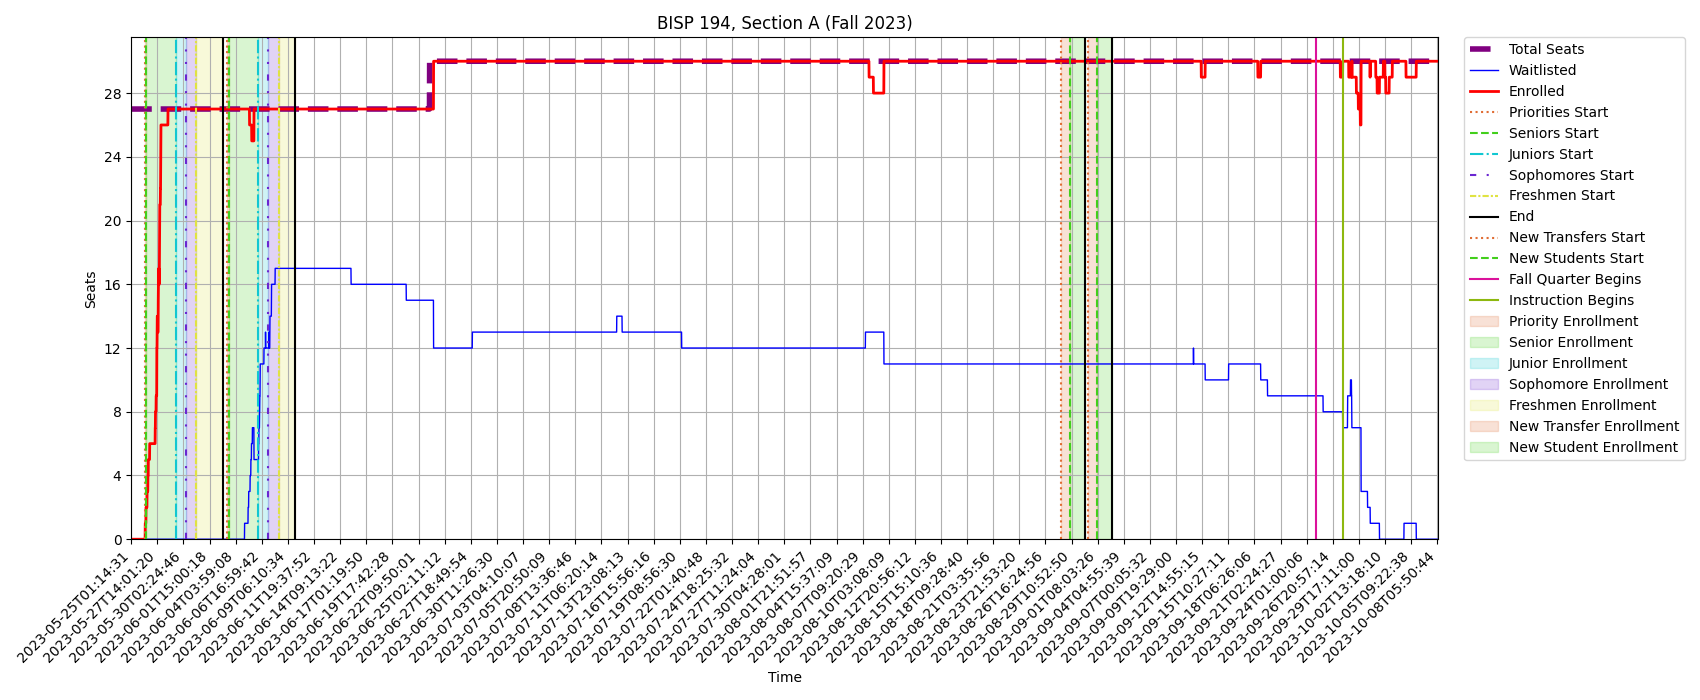 BISP 194, Section A (Fall 2023)
Seats
28
24
20
16
12
8
4
0
2023-05-25T01:14:31
2023-05-27T14:01:20
2023-05-30T02:24:46
2023-06-01T15:00:18
2023-06-04T03:59:08
2023-06-06T16:59:42
2023-06-09T06:10:34
2023-06-11T19:37:52
2023-06-14T09:13:22
2023-06-17T01:19:50
2023-06-19T17:42:28
2023-06-22T09:50:01
2023-06-25T02:11:12
2023-06-27T18:49:54
2023-06-30T11:26:30
2023-07-03T04:10:07
2023-07-05T20:50:09
2023-07-08T13:36:46
2023-07-11T06:20:14
2023-07-13T23:08:13
2023-07-16T15:56:16
2023-07-19T08:56:30
2023-07-22T01:40:48
2023-07-24T18:25:32
2023-07-27T11:24:04
2023-07-30T04:28:01
2023-08-01T21:51:57
2023-08-04T15:37:09
2023-08-07T09:20:29
2023-08-10T03:08:09
2023-08-12T20:56:12
2023-08-15T15:10:36
2023-08-18T09:28:40
2023-08-21T03:35:56
2023-08-23T21:53:20
2023-08-26T16:24:56
2023-08-29T10:52:50
2023-09-01T08:03:26
2023-09-04T04:55:39
2023-09-07T00:05:32
2023-09-09T19:29:00
2023-09-12T14:55:15
2023-09-15T10:27:11
2023-09-18T06:26:06
2023-09-21T02:24:27
2023-09-24T01:00:06
2023-09-26T20:57:14
2023-09-29T17:11:00
2023-10-02T13:18:10
2023-10-05T09:22:38
2023-10-08T05:50:44
Time
Total Seats
Waitlisted
Enrolled
Priorities Start
Seniors Start
Juniors Start
Sophomores Start
Freshmen Start
End
New Transfers Start
New Students Start
Fall Quarter Begins
Instruction Begins
Priority Enrollment
Senior Enrollment
Junior Enrollment
Sophomore Enrollment
Freshmen Enrollment
New Transfer Enrollment
New Student Enrollment